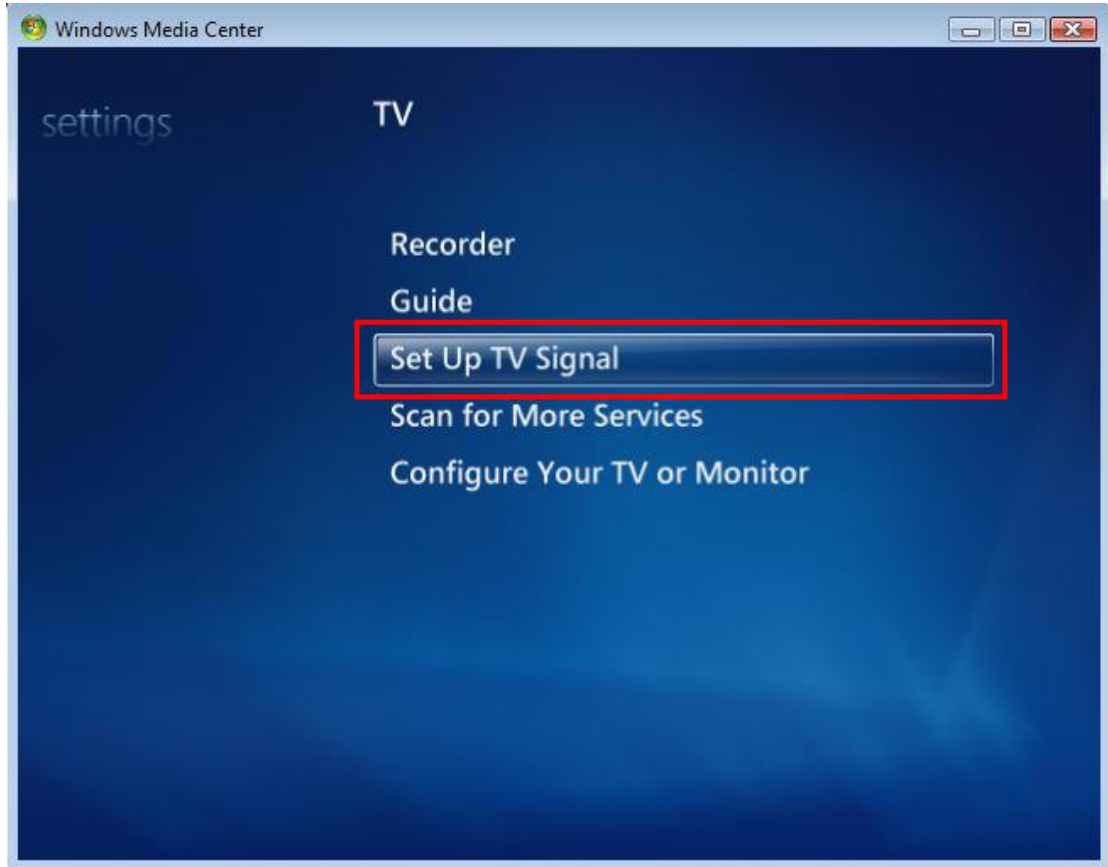 Windows Media Center
settings
TV
Recorder
Guide
Set Up TV Signal
Scan for More Services
Configure Your TV or Monitor